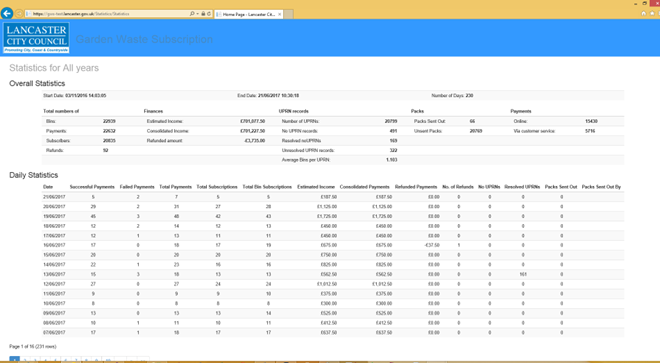 https://gov-test.lancaster.gov.uk/Statistics/Statistics
Home Page - Lancaster Cit...
LANCASTER
CITY COUNCIL
Promoting City, Coast & Countryside
Garden Waste Subscription
Statistics for All years
Overall Statistics
Start Date: 03/11/2016 14:03:05 End Date: 21/06/2017 10:30:18 Number of Days: 230
Total numbers of Finances UPRN records Packs Payments
Bins: 22939 Estimated Income: £781,077.50 Number of UPRNs: 20799 Packs Sent Out: 66 Online: 15430
Payments: 22632 Consolidated Income: £781,227.50 No UPRN records: 491 Unsent Packs: 20769 Via customer service: 5716
Subscribers: 20835 Refunded amount: £3,735.00 Resolved noUPRNs: 169
Refunds: 92 Unresolved UPRN records: 322
Average Bins per UPRN: 1.103
Daily Statistics
Date Successful Payments Failed Payments Total Payments Total Subscriptions Total Bin Subscriptions Estimated Income Consolidated Payments Refunded Payments No. of Refunds No UPRNs Resolved UPRNs Packs Sent Out Packs Sent Out By
21/06/2017 5 2 7 5 5 £187.50 £187.50 £0.00 0 0 0 0
20/06/2017 29 2 31 27 28 £1,125.00 £1,125.00 £0.00 0 0 0 0
19/06/2017 45 3 48 42 43 £1,725.00 £1,725.00 £0.00 0 0 0 0
18/06/2017 12 2 14 12 13 £450.00 £450.00 £0.00 0 0 0 0
17/06/2017 12 1 13 11 11 £450.00 £450.00 £0.00 0 0 0 0
16/06/2017 17 0 18 17 19 £675.00 £675.00 -£37.50 1 0 0 0
15/06/2017 20 0 20 20 20 £750.00 £750.00 £0.00 0 0 0 0
14/06/2017 22 1 23 16 16 £825.00 £825.00 £0.00 0 0 0 0
13/06/2017 15 3 18 13 13 £562.50 £562.50 £0.00 0 0 161 0
12/06/2017 27 0 27 24 24 £1,012.50 £1,012.50 £0.00 0 0 0 0
11/06/2017 9 0 9 9 10 £375.00 £375.00 £0.00 0 0 0 0
10/06/2017 8 0 8 8 8 £300.00 £300.00 £0.00 0 0 0 0
09/06/2017 13 0 13 13 14 £525.00 £525.00 £0.00 0 0 0 0
08/06/2017 10 1 11 10 11 £412.50 £412.50 £0.00 0 0 0 0
07/06/2017 17 1 18 17 17 £637.50 £637.50 £0.00 0 0 0 0
Page 1 of 16 (231 rows)